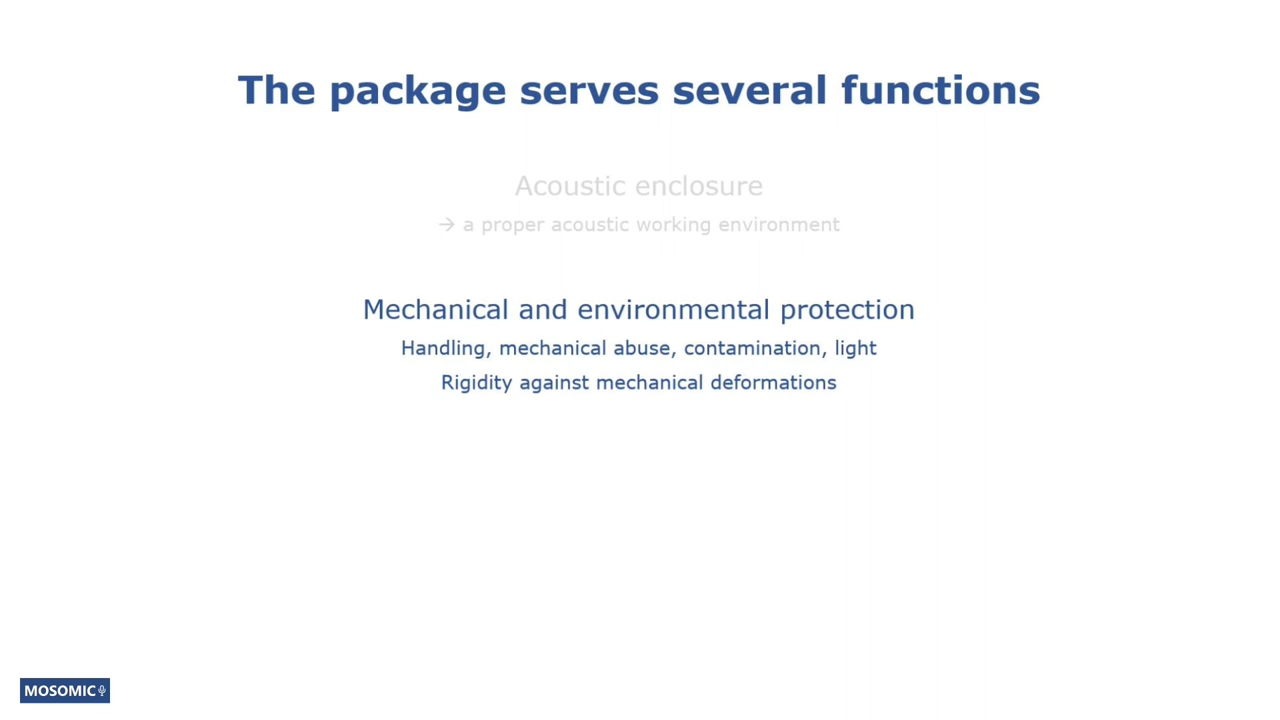 The package serves several functions
Acoustic enclosure
→ a proper acoustic working environment
Mechanical and environmental protection
Handling, mechanical abuse, contamination, light
Rigidity against mechanical deformations
MOSOMIC